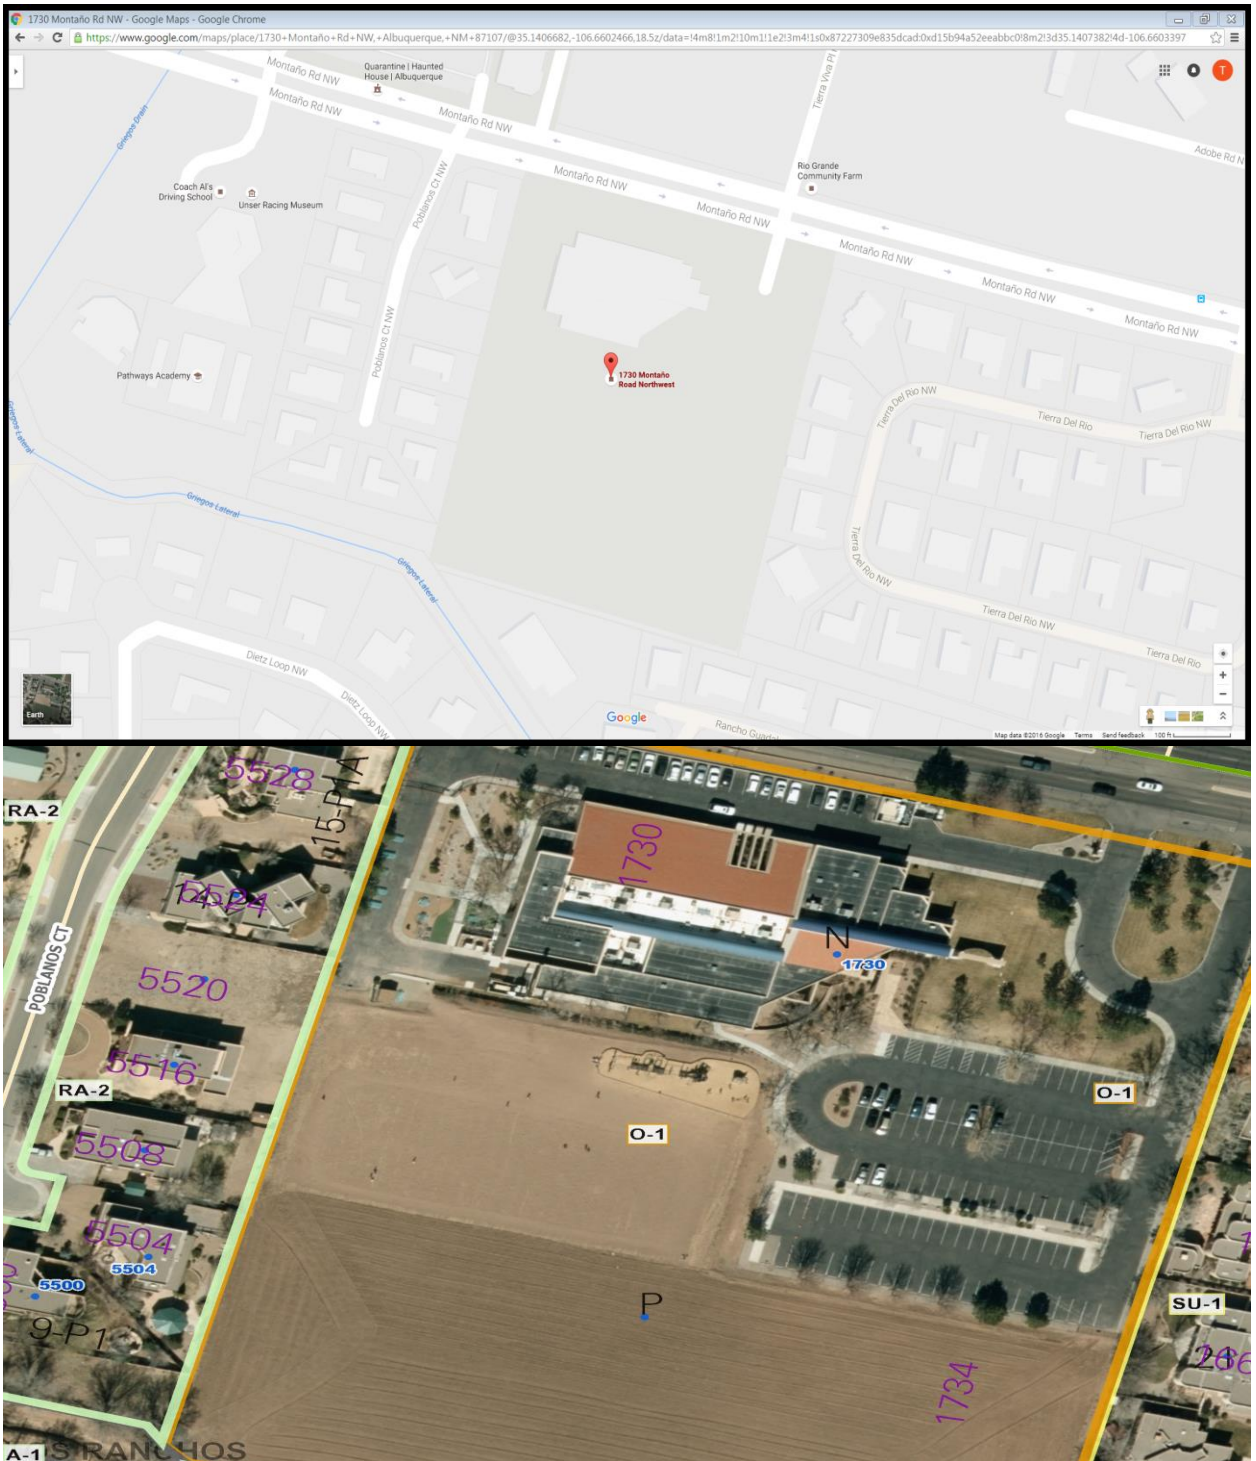 1730 Montaño Rd NW - Google Maps - Google Chrome
https://www.google.com/maps/place/1730+Montaño+Rd+NW,+Albuquerque,+NM+87107/@35.1406682,-106.6602466,18.5z/data=!4m8!1m2!10m1!1e2!3m4!1s0x87227309e835dcad:0xd15b94a52eeabbc0!8m2!3d35.1407382!4d-106.6603397
Montaño Rd NW
Quarantine | Haunted
House | Albuquerque
Montaño Rd NW
Montaño Rd NW
Tierra Viva Pl
T
Griegos Drain
Adobe Rd N
Coach Al's
Driving School
Unser Racing Museum
Poblanos Ct NW
Montaño Rd NW
Rio Grande
Community Farm
Montaño Rd NW
Montaño Rd NW
Montaño Rd NW
Montaño Rd NW
Poblanos Ct NW
Pathways Academy
1730 Montaño
Road Northwest
Tierra Del Rio NW
Tierra Del Rio
Tierra Del Rio NW
Griegos Lateral
Griegos Lateral
Griegos Lateral
Tierra Del Rio NW
Tierra Del Rio NW
Tierra Del Rio
Dietz Loop NW
Dietz Loop NW
Earth
Google
Rancho Guadal
Map data ©2016 Google Terms Send feedback 100 ft
RA-2
5528
15-P1A
1730
5524
N
1730
POBLANOS CT
5520
5516
RA-2
O-1
O-1
5508
5504
5504
5500
P
SU-1
9-P1
21
1734
A-1
S RANCHOS